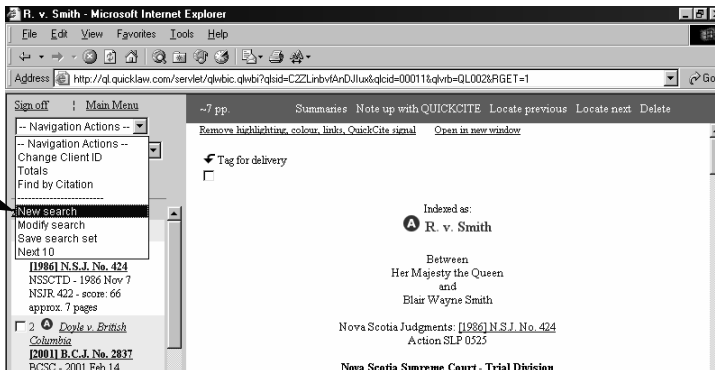 R. v. Smith - Microsoft Internet Explorer
File Edit View Favorites Tools Help
Address http://ql.quicklaw.com/servlet/qlwbic.qlwbi?qlsid=C2ZLinbvfAnDJIux&qlcid=00011&qlvrb=QL002&RGET=1 Go
Sign off ¦ Main Menu
-- Navigation Actions --
-- Navigation Actions --
Change Client ID
Totals
Find by Citation
------------------------
New search
Modify search
Save search set
Next 10
[1986] N.S.J. No. 424
NSSCTD - 1986 Nov 7
NSJR 422 - score: 66
approx. 7 pages
2 A Doyle v. British
Columbia
[2001] B.C.J. No. 2837
BCSC - 2001 Feb 14
~7 pp. Summaries Note up with QUICKCITE Locate previous Locate next Delete
Remove highlighting, colour, links, QuickCite signal Open in new window
Tag for delivery
Indexed as:
A R. v. Smith
Between
Her Majesty the Queen
and
Blair Wayne Smith
Nova Scotia Judgments: [1986] N.S.J. No. 424
Action SLP 0525
Nova Scotia Supreme Court - Trial Division